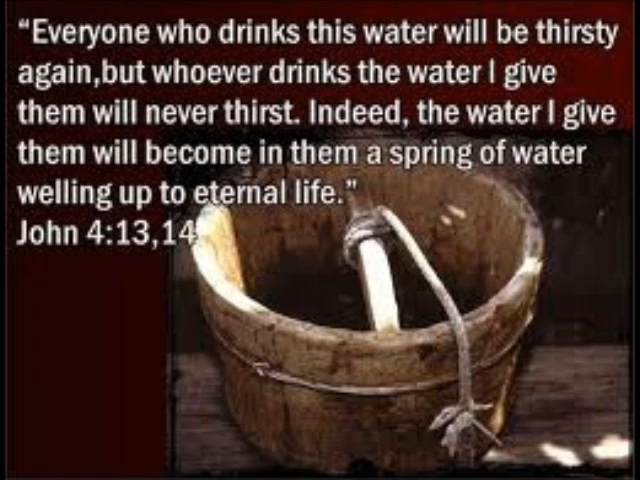 “Everyone who drinks this water will be thirsty
again,but whoever drinks the water I give
them will never thirst. Indeed, the water I give
them will become in them a spring of water
welling up to eternal life.”
John 4:13,14